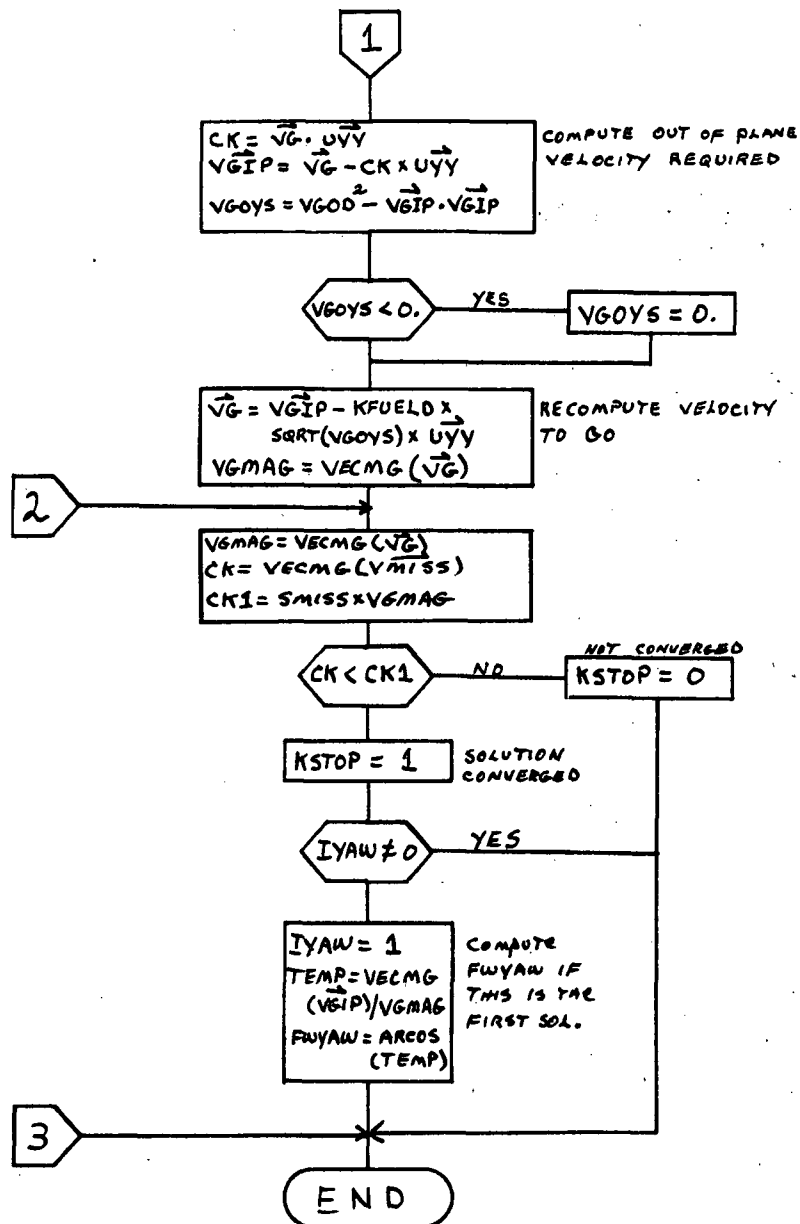 1
CK = VG · UYY
VGIP = VG - CK × UYY
VGOYS = VGOD² - VGIP · VGIP
COMPUTE OUT OF PLANE
VELOCITY REQUIRED
VGOYS < 0.
YES
VGOYS = 0.
VG = VGIP - KFUELD ×
SQRT(VGOYS) × UYY
VGMAG = VECMG (VG)
RECOMPUTE VELOCITY
TO GO
2
VGMAG = VECMG (VG)
CK = VECMG (VMISS)
CK1 = SMISS × VGMAG
CK < CK1
NO
NOT CONVERGED
KSTOP = 0
KSTOP = 1
SOLUTION
CONVERGED
IYAW ≠ 0
YES
IYAW = 1
TEMP = VECMG
(VGIP)/VGMAG
FWYAW = ARCOS
(TEMP)
COMPUTE
FWYAW IF
THIS IS THE
FIRST SOL.
3
END